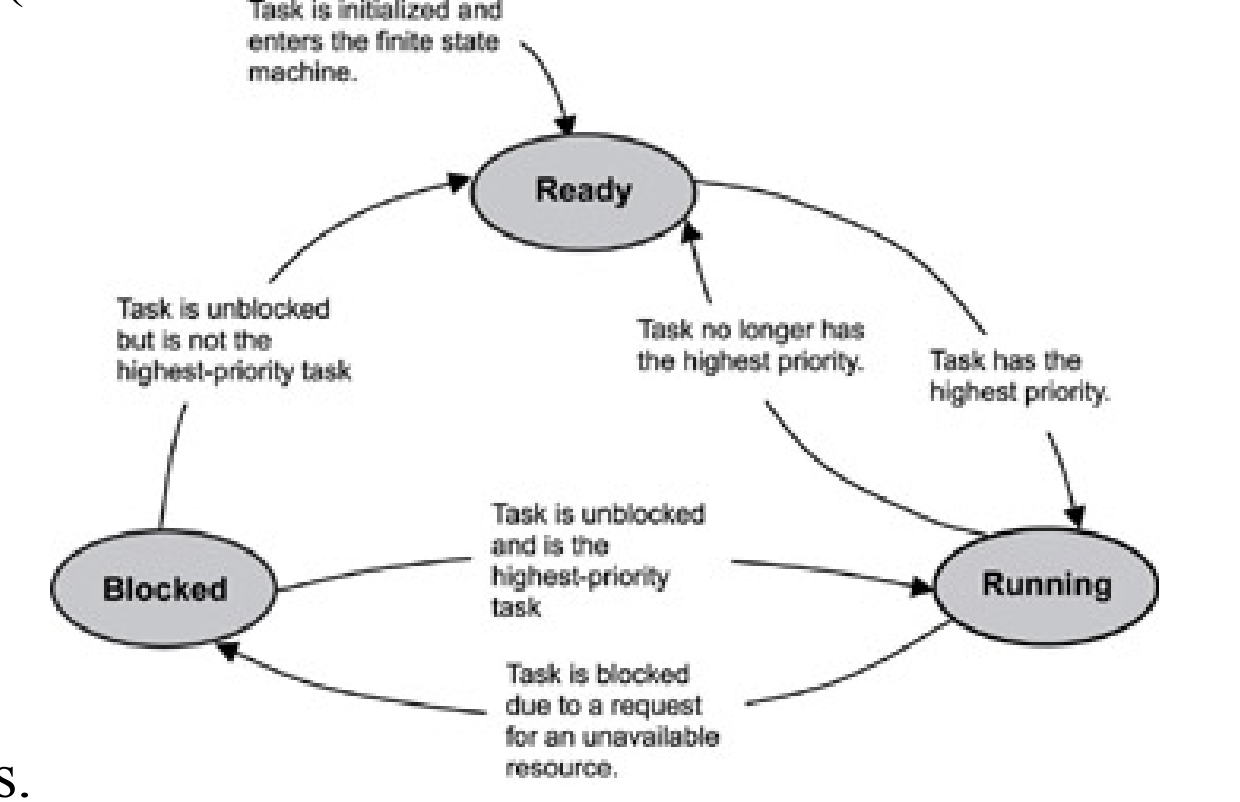 Task is initialized and
enters the finite state
machine.
Ready
Task is unblocked
but is not the
highest-priority task
Task no longer has
the highest priority.
Task has the
highest priority.
Task is unblocked
and is the
highest-priority
task
Blocked
Running
Task is blocked
due to a request
for an unavailable
resource.
s.